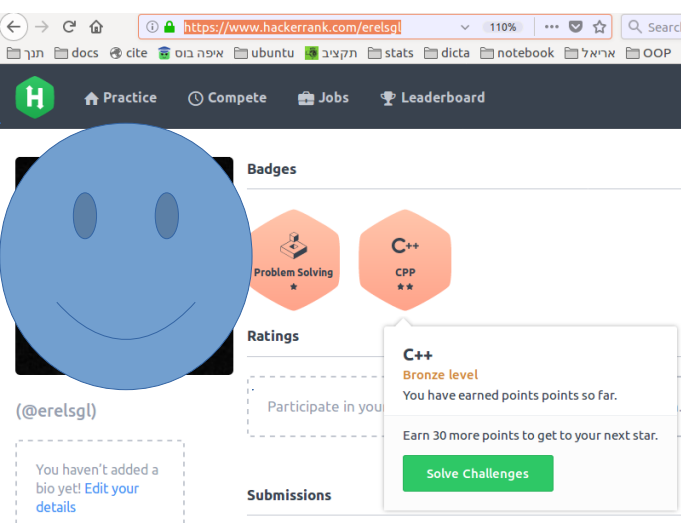 https://www.hackerrank.com/erelsgl
110%
Search
תנך
docs
cite
איפה בוס
ubuntu
תקציב
stats
dicta
notebook
אריאל
OOP
H
Practice
Compete
Jobs
Leaderboard
Badges
Problem Solving
C++
CPP
Ratings
C++
Bronze level
You have earned points points so far.
Participate in you
(@erelsgl)
Earn 30 more points to get to your next star.
You haven't added a
bio yet! Edit your
details
Solve Challenges
Submissions